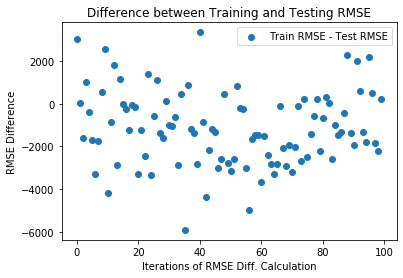 Difference between Training and Testing RMSE
Train RMSE - Test RMSE
RMSE Difference
2000
0
−2000
−4000
−6000
0
20
40
60
80
100
Iterations of RMSE Diff. Calculation